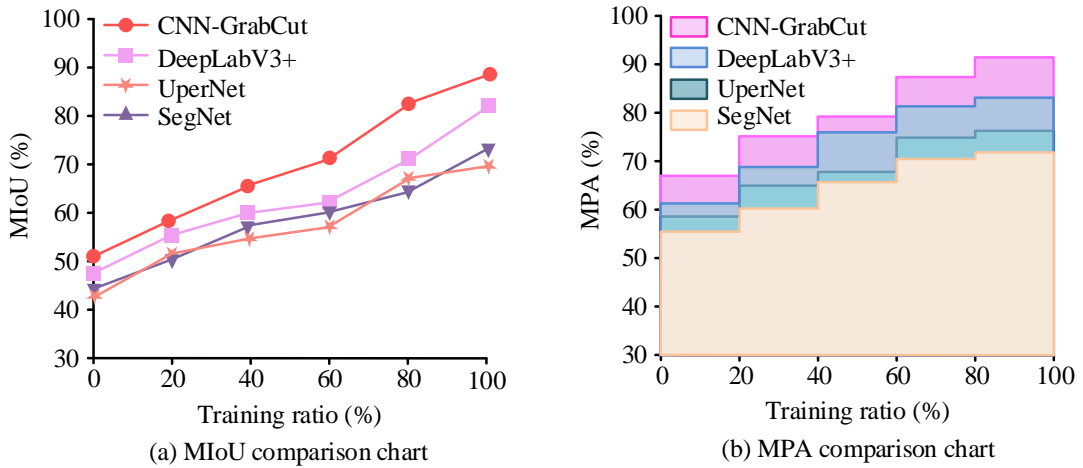 100
90
80
70
60
50
40
30
MIoU (%)
CNN-GrabCut
DeepLabV3+
UperNet
SegNet
0 20 40 60 80 100
Training ratio (%)
(a) MIoU comparison chart
100
90
80
70
60
50
40
30
MPA (%)
CNN-GrabCut
DeepLabV3+
UperNet
SegNet
0 20 40 60 80 100
Training ratio (%)
(b) MPA comparison chart